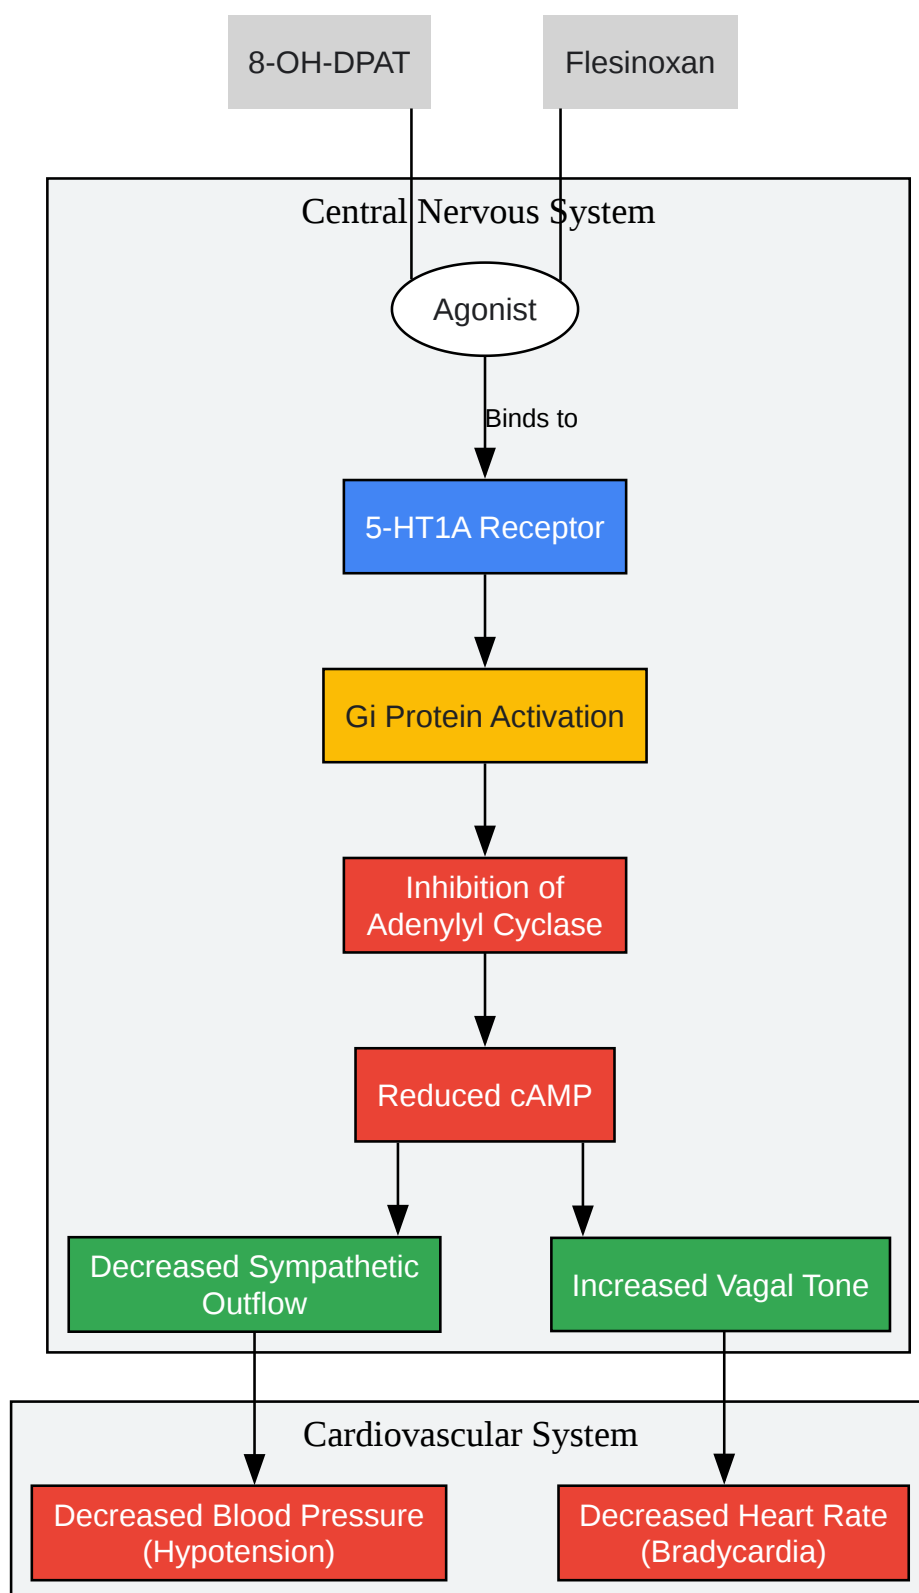 8-OH-DPAT
Flesinoxan
Central Nervous System
Agonist
Binds to
5-HT1A Receptor
Gi Protein Activation
Inhibition of
Adenylyl Cyclase
Reduced cAMP
Decreased Sympathetic
Outflow
Increased Vagal Tone
Cardiovascular System
Decreased Blood Pressure
(Hypotension)
Decreased Heart Rate
(Bradycardia)